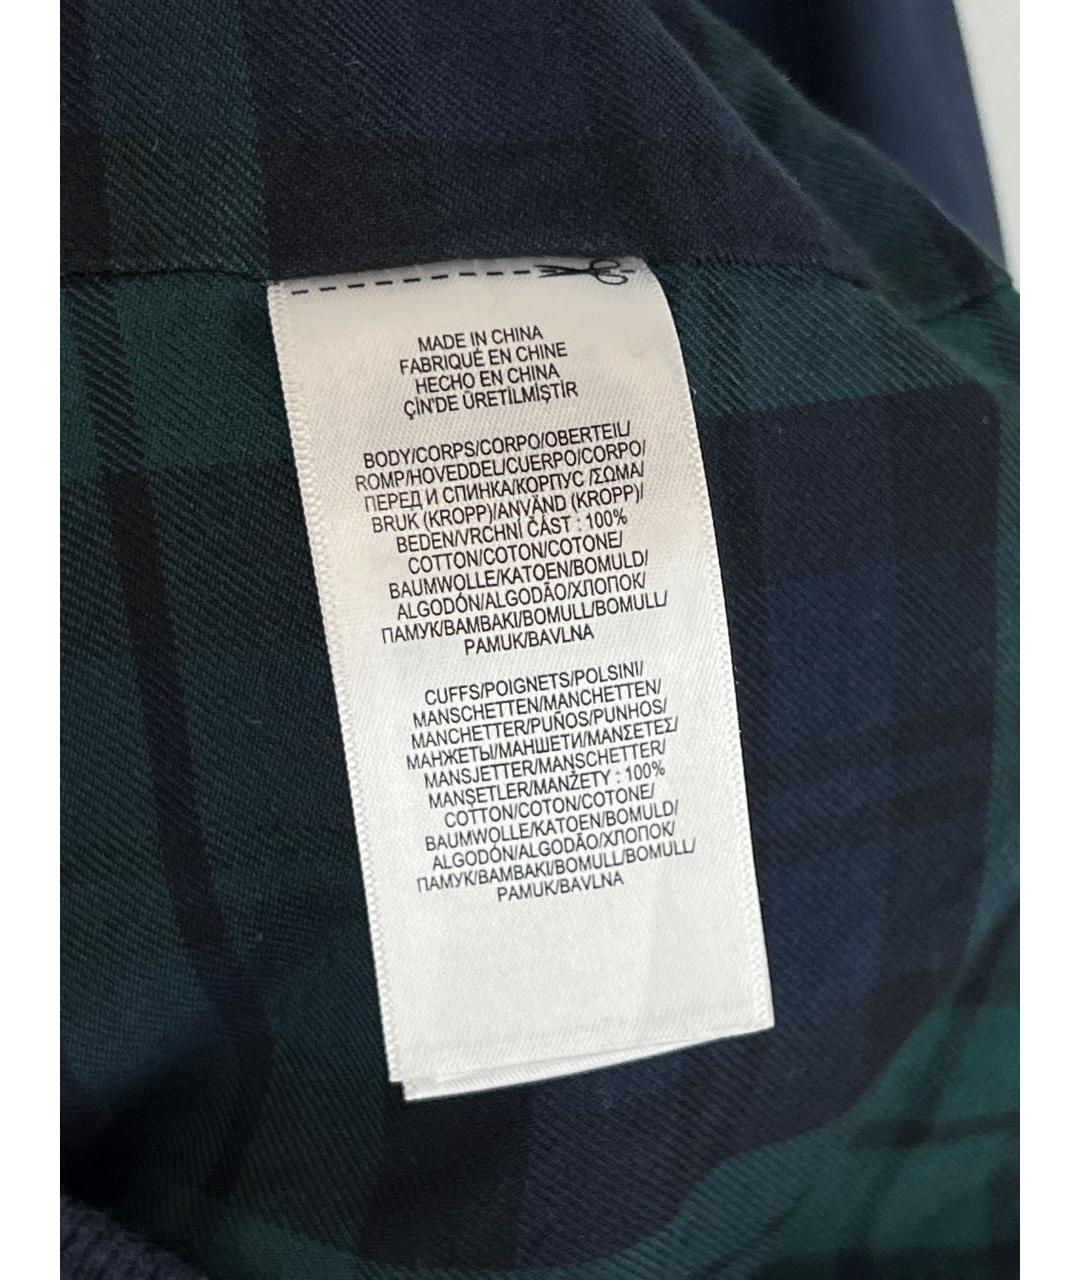 MADE IN CHINA
FABRIQUÉ EN CHINE
HECHO EN CHINA
ÇİN'DE ÜRETİLMİŞTİR
BODY/CORPS/CORPO/OBERTEIL/
ROMP/HOVEDDEL/CUERPO/CORPO/
ПЕРЕД И СПИНКА/КОРПУС /ΣΩΜΑ/
BRUK (KROPP)/ANVÄND (KROPP)/
BEDEN/VRCHNÍ ČÁST : 100%
COTTON/COTON/COTONE/
BAUMWOLLE/KATOEN/BOMULD/
ALGODÓN/ALGODÃO/ХЛОПОК/
ПАМУК/ΒΑΜΒΑΚΙ/BOMULL/BOMULL/
PAMUK/BAVLNA
CUFFS/POIGNETS/POLSINI/
MANSCHETTEN/MANCHETTEN/
MANCHETTER/PUÑOS/PUNHOS/
МАНЖЕТЫ/МАНШЕТИ/ΜΑΝΣΕΤΕΣ/
MANSJETTER/MANSCHETTER/
MANŞETLER/MANŽETY : 100%
COTTON/COTON/COTONE/
BAUMWOLLE/KATOEN/BOMULD/
ALGODÓN/ALGODÃO/ХЛОПОК/
ПАМУК/ΒΑΜΒΑΚΙ/BOMULL/BOMULL/
PAMUK/BAVLNA